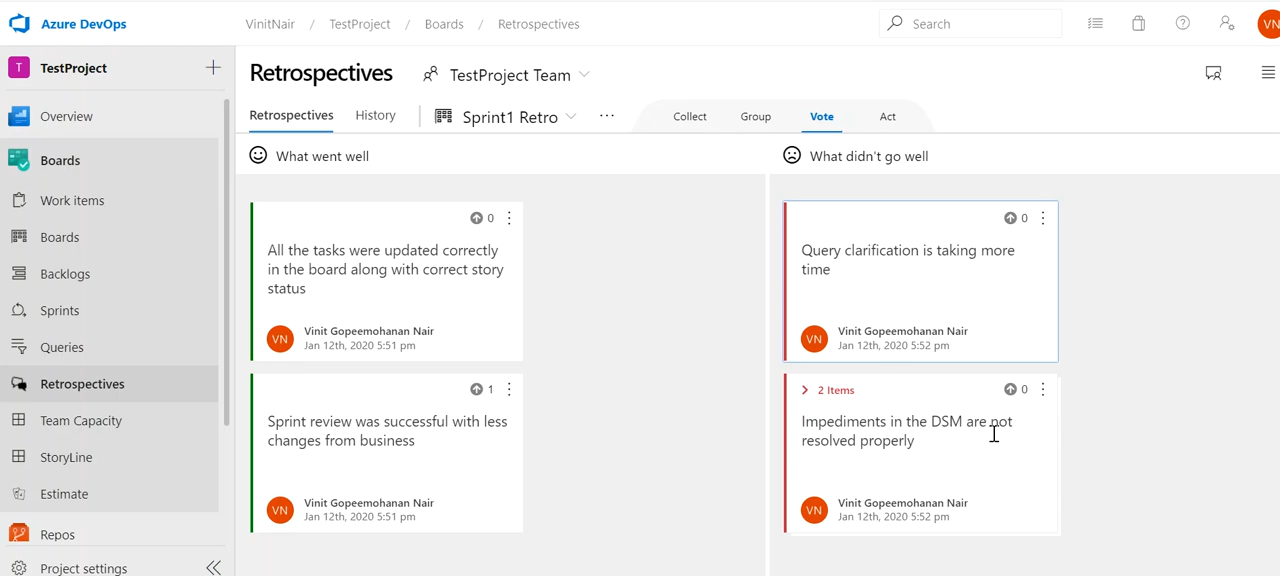 Azure DevOps
VinitNair / TestProject / Boards / Retrospectives
Search
VN
T TestProject
Overview
Boards
Work items
Boards
Backlogs
Sprints
Queries
Retrospectives
Team Capacity
StoryLine
Estimate
Repos
Project settings
Retrospectives
TestProject Team
Retrospectives History
Sprint1 Retro
Collect Group Vote Act
What went well
0
All the tasks were updated correctly
in the board along with correct story
status
VN
Vinit Gopeemohanan Nair
Jan 12th, 2020 5:51 pm
1
Sprint review was successful with less
changes from business
VN
Vinit Gopeemohanan Nair
Jan 12th, 2020 5:51 pm
What didn't go well
0
Query clarification is taking more
time
VN
Vinit Gopeemohanan Nair
Jan 12th, 2020 5:52 pm
2 Items
0
Impediments in the DSM are not
resolved properly
VN
Vinit Gopeemohanan Nair
Jan 12th, 2020 5:52 pm